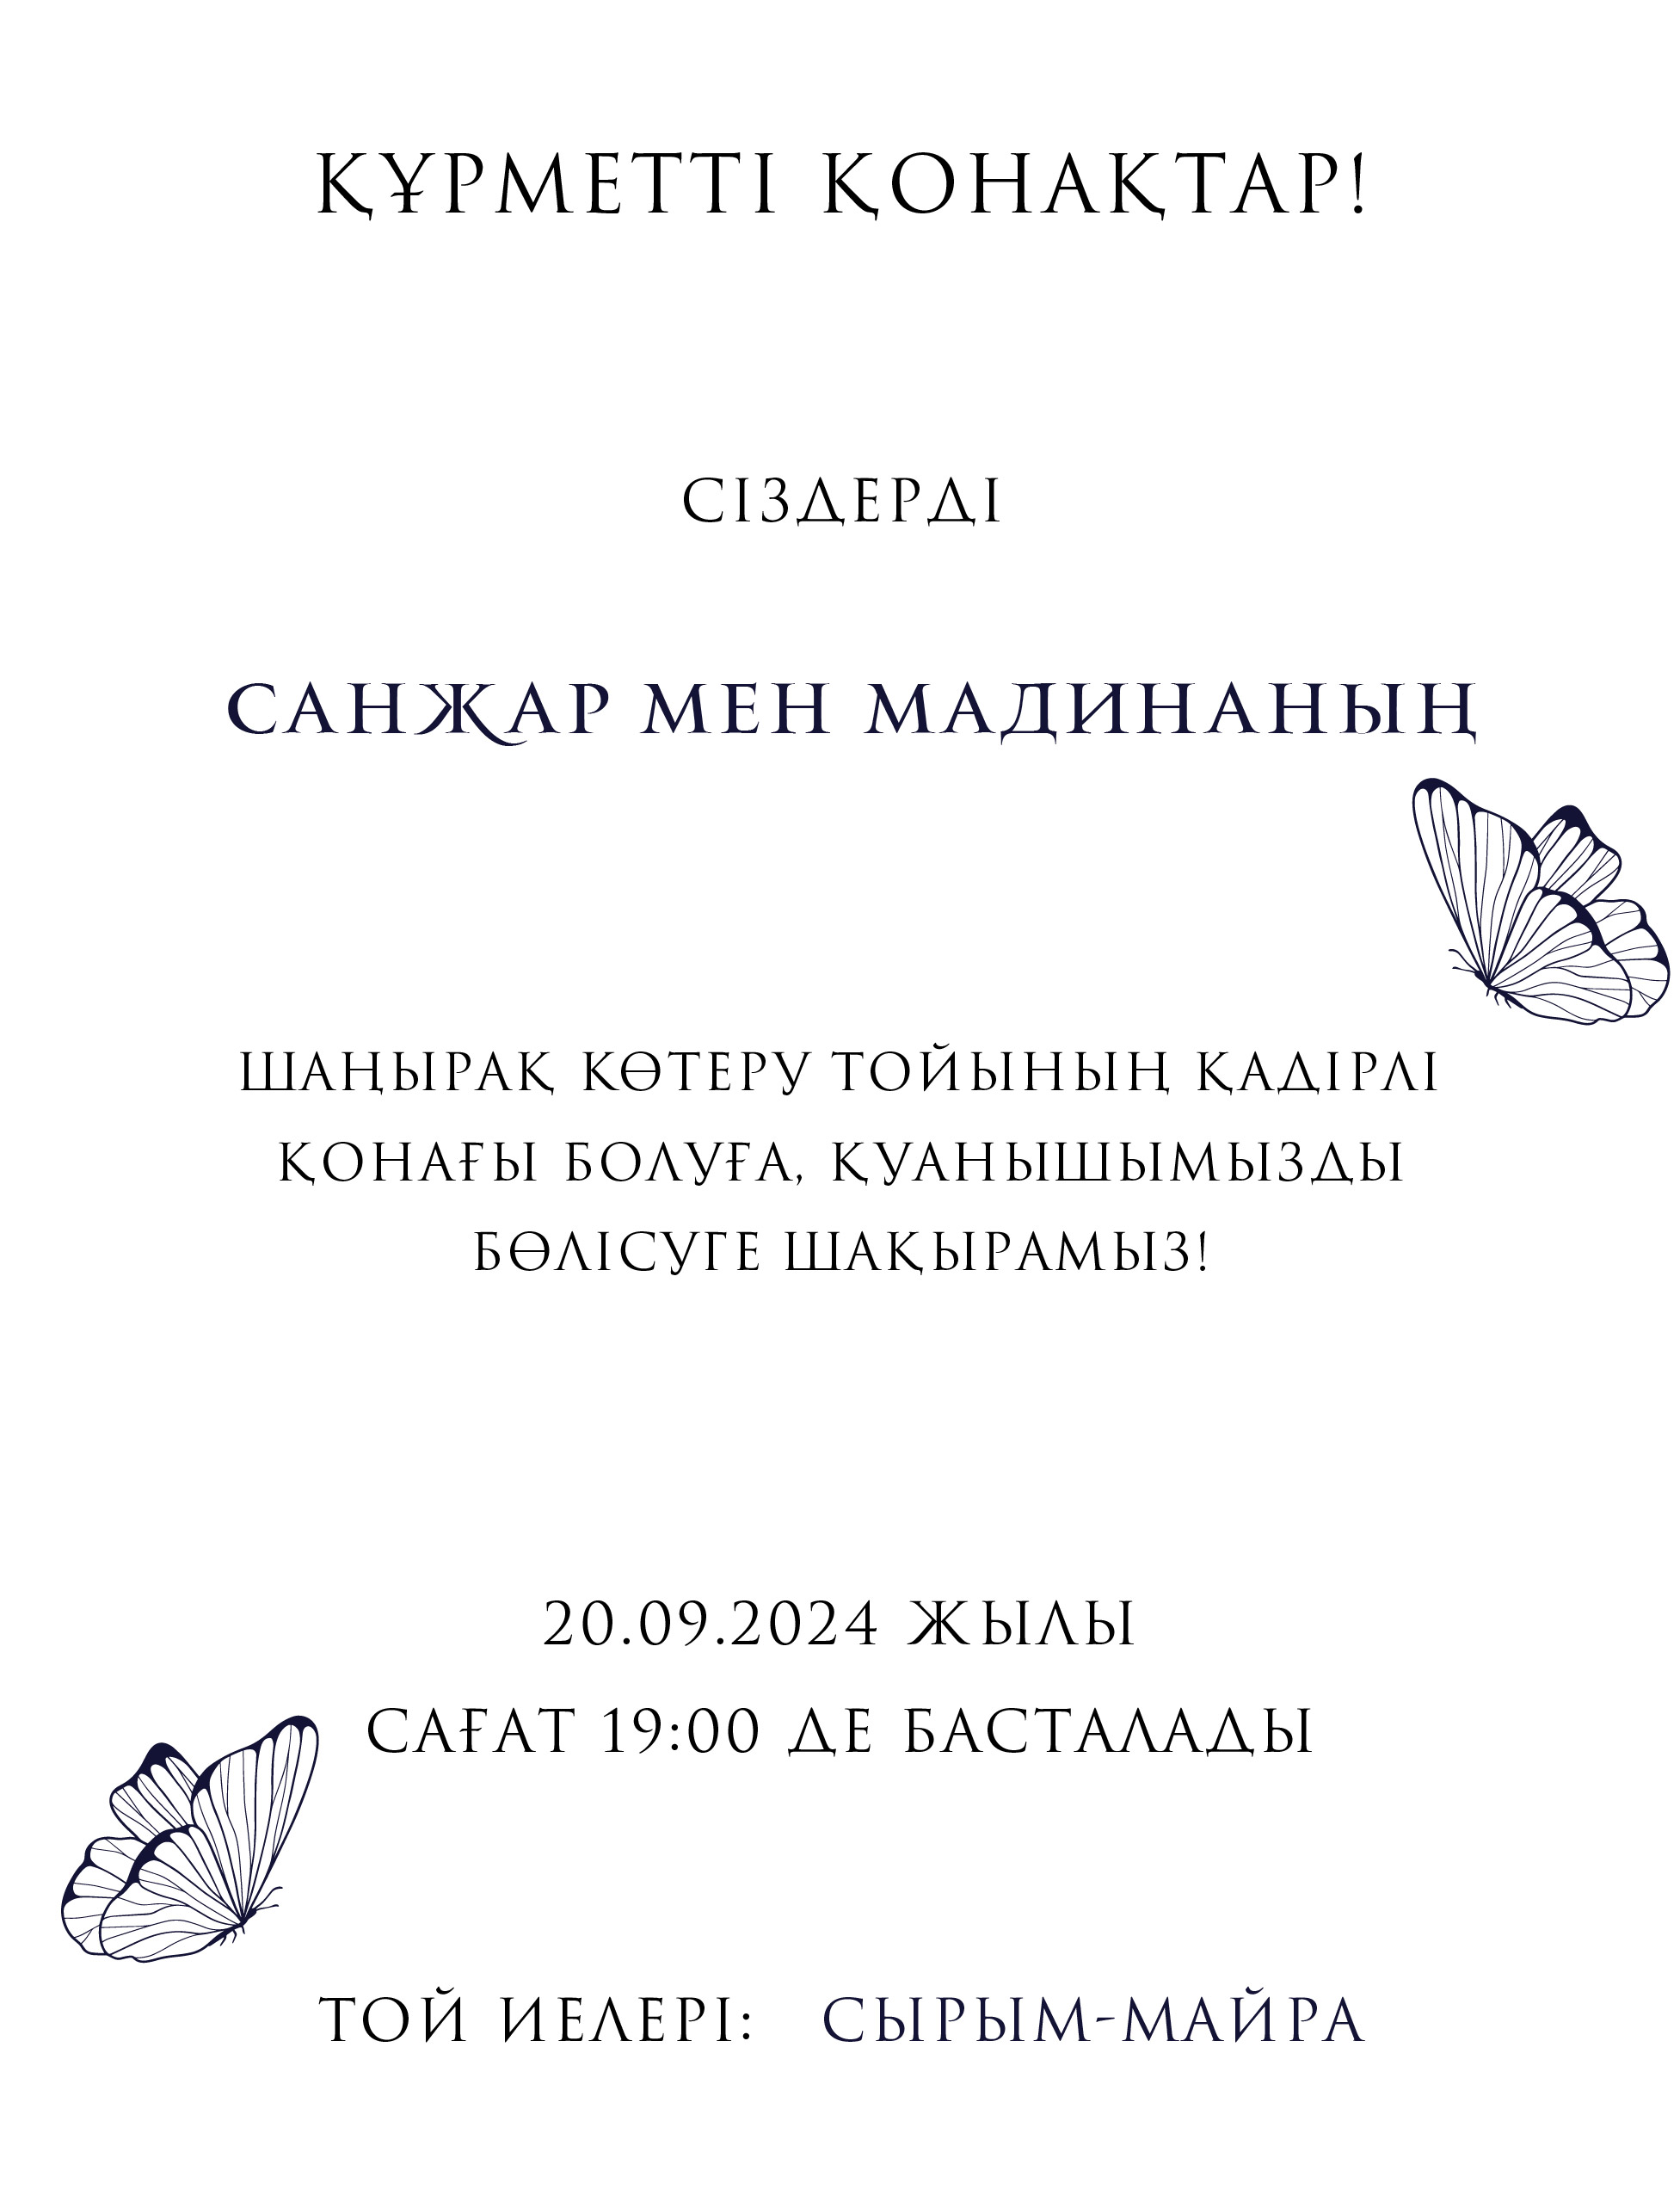 ҚҰРМЕТТІ ҚОНАҚТАР!
СІЗДЕРДІ
САНЖАР МЕН МАДИНАНЫҢ
ШАҢЫРАҚ КӨТЕРУ ТОЙЫНЫҢ ҚАДІРЛІ
ҚОНАҒЫ БОЛУҒА, ҚУАНЫШЫМЫЗДЫ
БӨЛІСУГЕ ШАҚЫРАМЫЗ!
20.09.2024 ЖЫЛЫ
САҒАТ 19:00 ДЕ БАСТАЛАДЫ
ТОЙ ИЕЛЕРІ: СЫРЫМ-МАЙРА